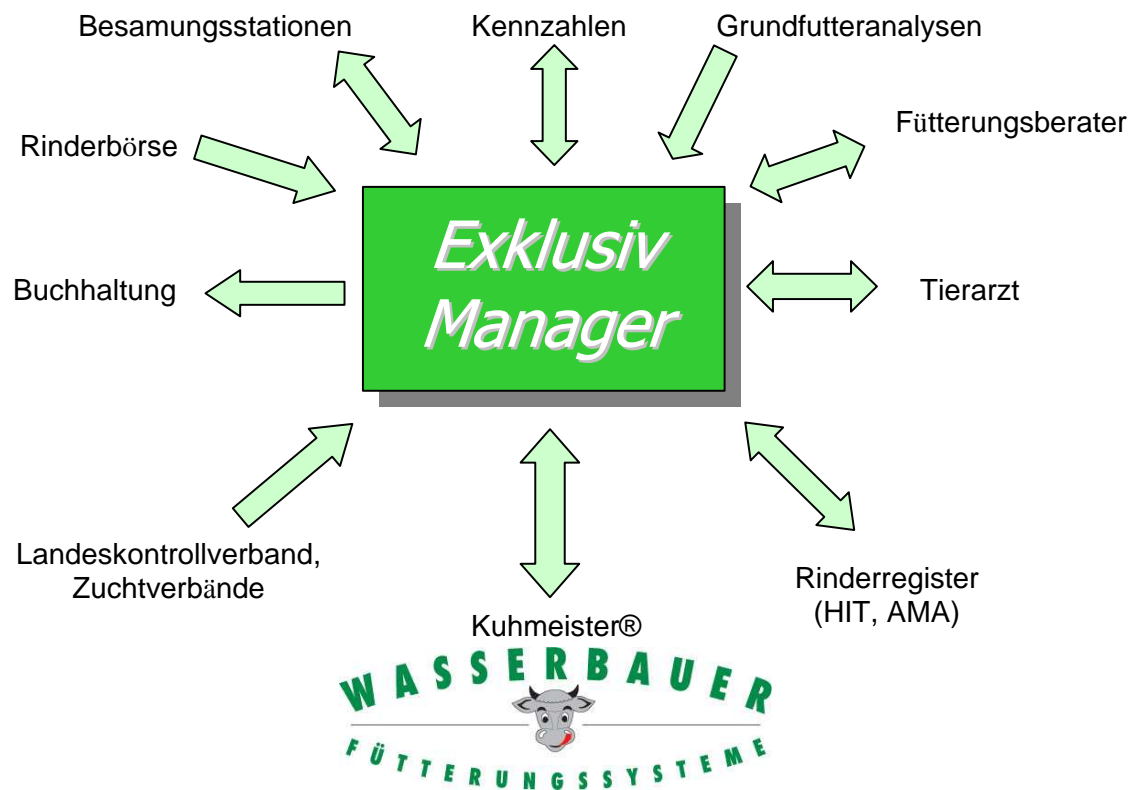 Besamungsstationen
Kennzahlen
Grundfutteranalysen
Fütterungsberater
Rinderbörse
Exklusiv
Manager
Buchhaltung
Tierarzt
Landeskontrollverband,
Zuchtverbände
Rinderregister
(HIT, AMA)
Kuhmeister®
WASSERBAUER
FÜTTERUNGSSYSTEME